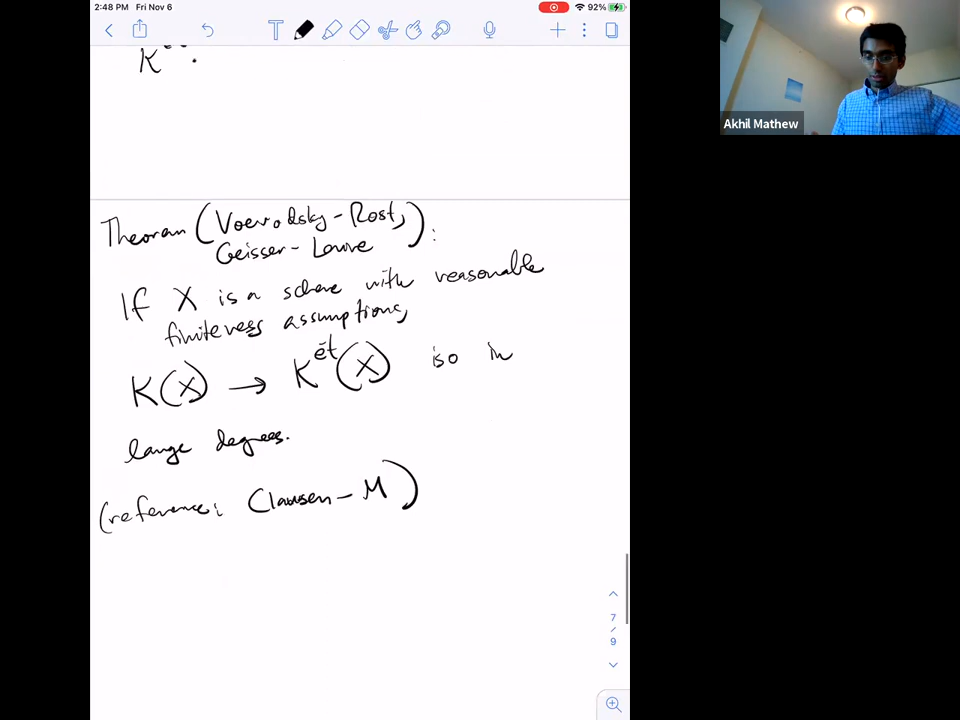 2:48 PM Fri Nov 6
92%
K ét.
Theorem (Voevodsky-Rost,
Geisser-Levine):
If X is a scheme with reasonable
finiteness assumptions,
K(X) → K^ét(X) iso in
large degrees.
(reference: Clausen-M)
7
/
9
Akhil Mathew